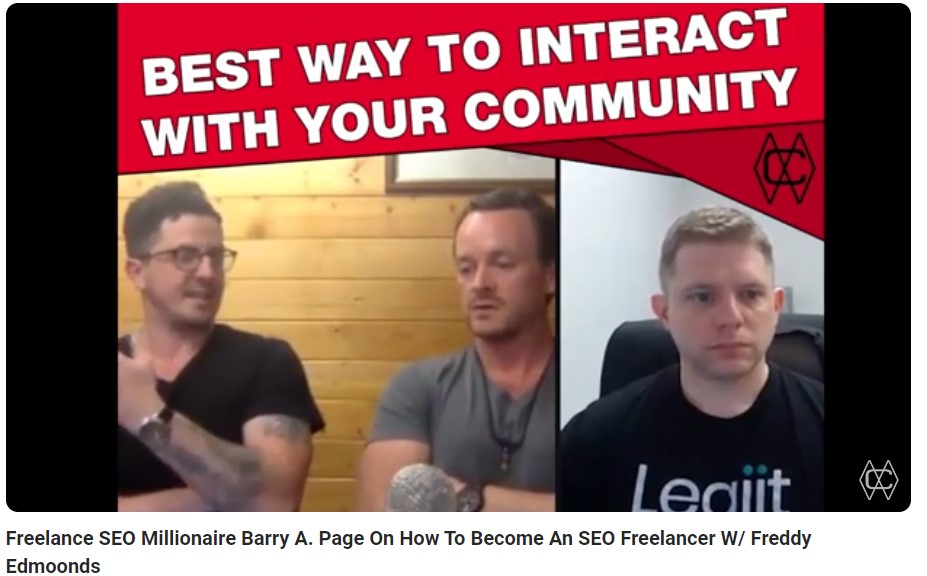 BEST WAY TO INTERACT
WITH YOUR COMMUNITY
Legiit
Freelance SEO Millionaire Barry A. Page On How To Become An SEO Freelancer W/ Freddy
Edmoonds